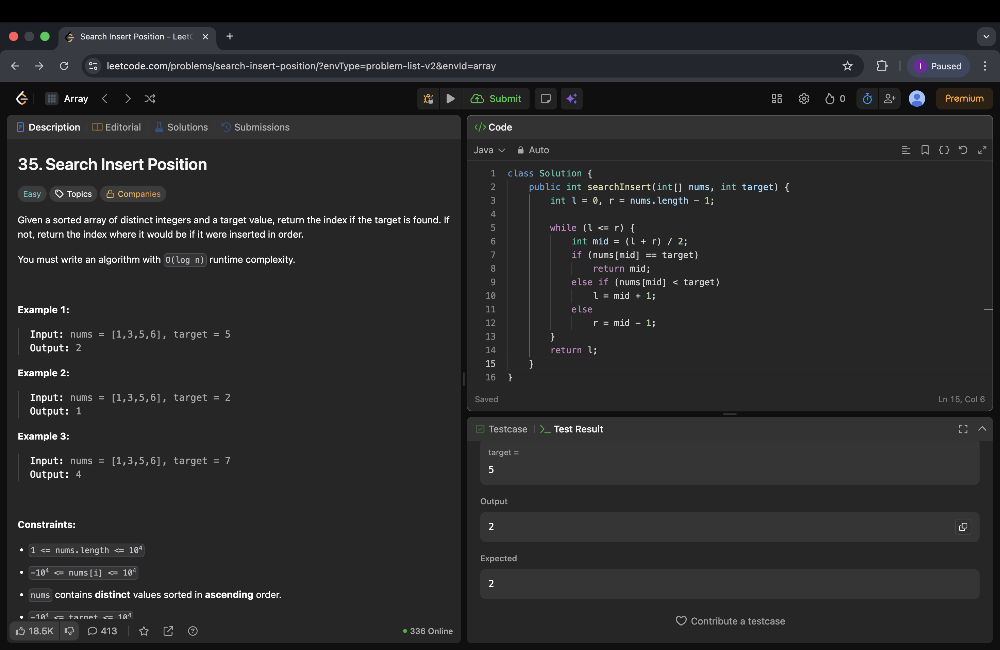 Search Insert Position - LeetC
leetcode.com/problems/search-insert-position/?envType=problem-list-v2&envId=array
I Paused
Array
Submit
0
Premium
Description
Editorial
Solutions
Submissions
35. Search Insert Position
Easy
Topics
Companies
Given a sorted array of distinct integers and a target value, return the index if the target is found. If
not, return the index where it would be if it were inserted in order.
You must write an algorithm with O(log n) runtime complexity.
Example 1:
Input: nums = [1,3,5,6], target = 5
Output: 2
Example 2:
Input: nums = [1,3,5,6], target = 2
Output: 1
Example 3:
Input: nums = [1,3,5,6], target = 7
Output: 4
Constraints:
• 1 <= nums.length <= 10⁴
• -10⁴ <= nums[i] <= 10⁴
• nums contains distinct values sorted in ascending order.
• -10⁴ <= target <= 10⁴
18.5K
413
336 Online
</> Code
Java
Auto
1 class Solution {
2     public int searchInsert(int[] nums, int target) {
3         int l = 0, r = nums.length - 1;
4
5         while (l <= r) {
6             int mid = (l + r) / 2;
7             if (nums[mid] == target)
8                 return mid;
9             else if (nums[mid] < target)
10                 l = mid + 1;
11             else
12                 r = mid - 1;
13         }
14         return l;
15     }
16 }
Saved
Ln 15, Col 6
Testcase
Test Result
target =
5
Output
2
Expected
2
Contribute a testcase